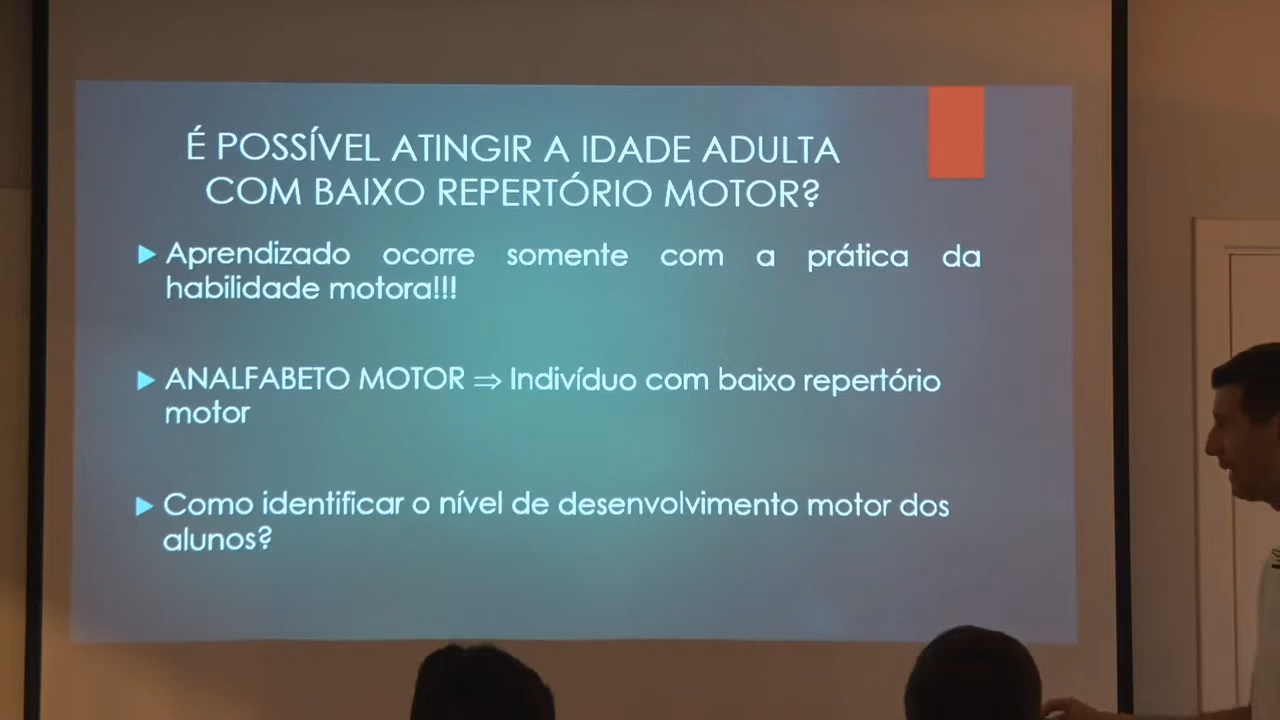 É POSSÍVEL ATINGIR A IDADE ADULTA
COM BAIXO REPERTÓRIO MOTOR?
Aprendizado ocorre somente com a prática da
habilidade motora!!!
ANALFABETO MOTOR ⇒ Indivíduo com baixo repertório
motor
Como identificar o nível de desenvolvimento motor dos
alunos?